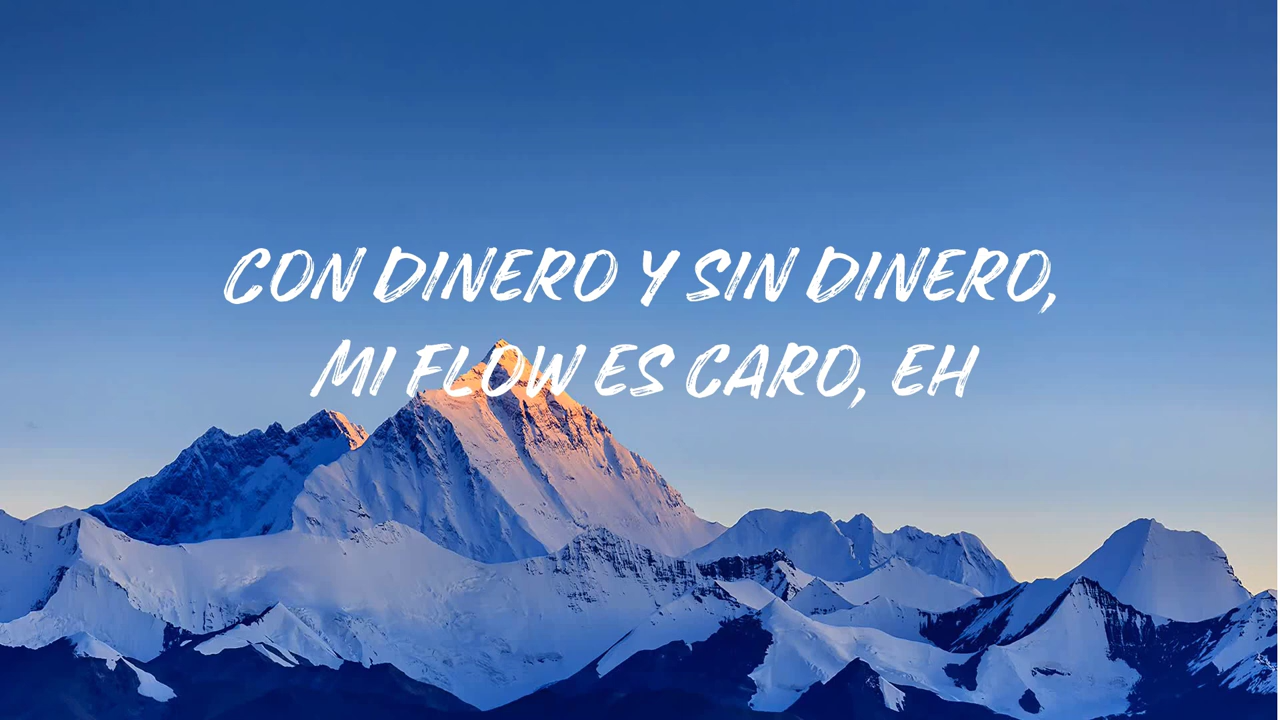 CON DINERO Y SIN DINERO,
MI FLOW ES CARO, EH